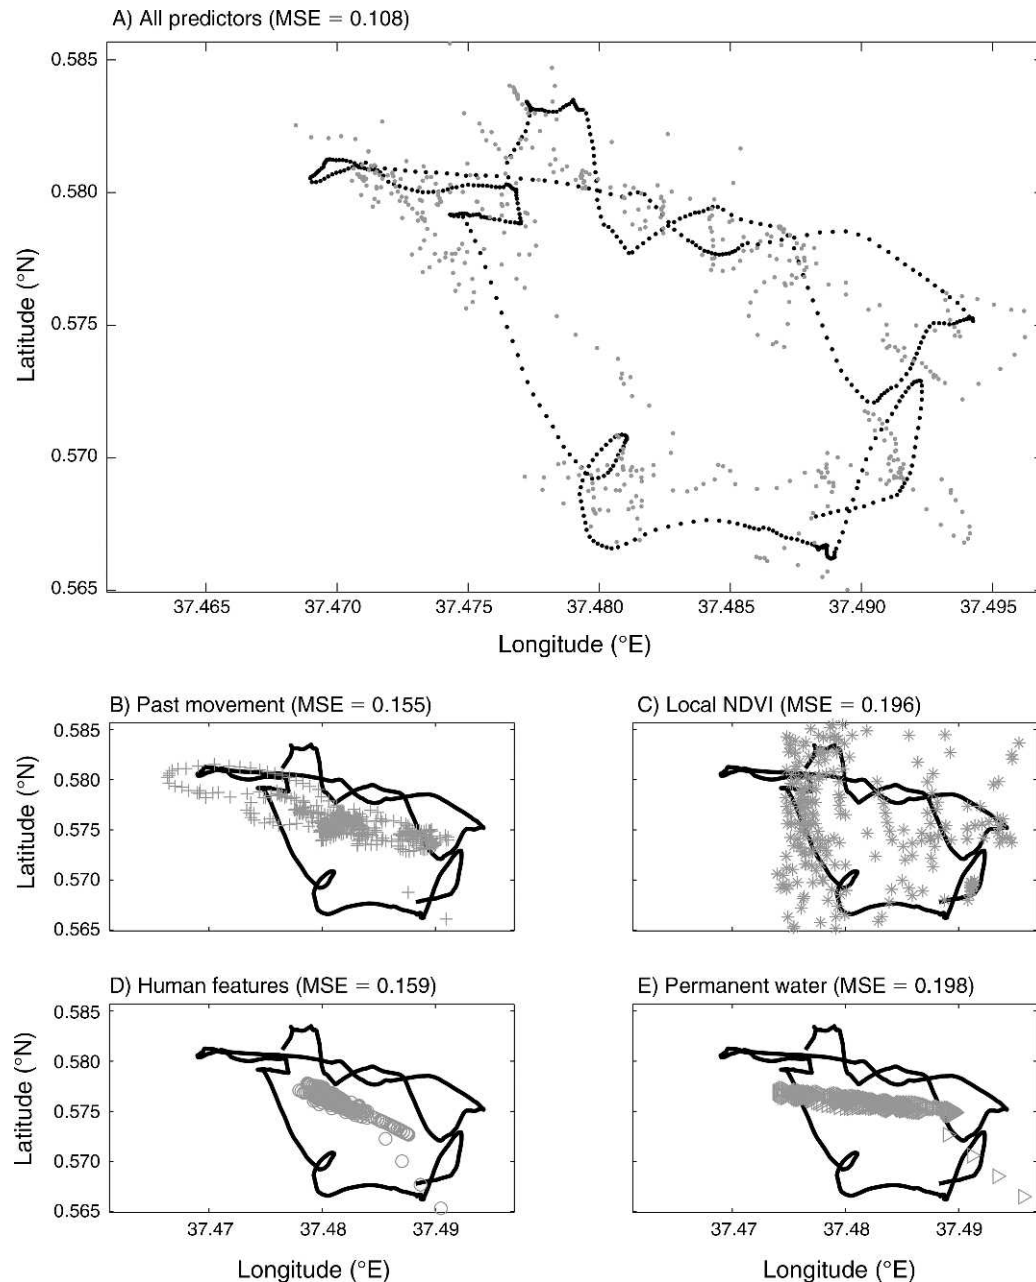 A) All predictors (MSE = 0.108)
0.585
0.580
0.575
0.570
0.565
Latitude (°N)
37.465 37.470 37.475 37.480 37.485 37.490 37.495
Longitude (°E)
B) Past movement (MSE = 0.155)
C) Local NDVI (MSE = 0.196)
0.585
0.580
0.575
0.570
0.565
Latitude (°N)
D) Human features (MSE = 0.159)
E) Permanent water (MSE = 0.198)
0.585
0.580
0.575
0.570
0.565
Latitude (°N)
37.47 37.48 37.49 37.47 37.48 37.49
Longitude (°E) Longitude (°E)